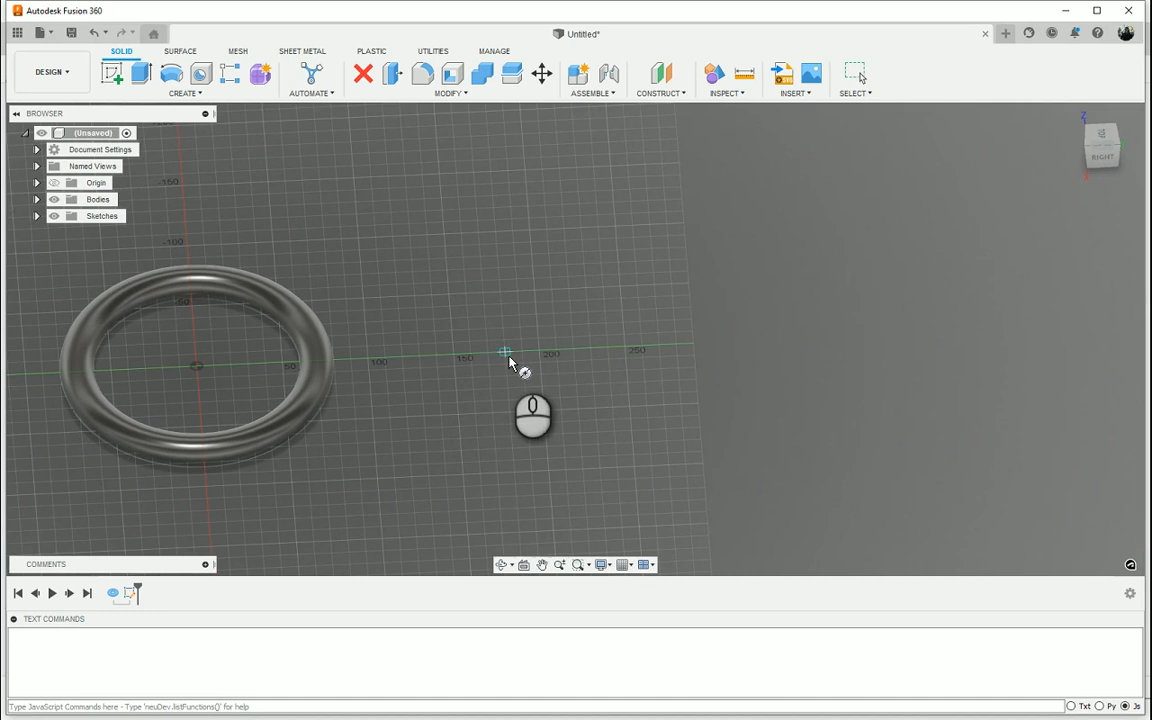 Autodesk Fusion 360
Untitled*
SOLID SURFACE MESH SHEET METAL PLASTIC UTILITIES MANAGE
DESIGN
CREATE AUTOMATE MODIFY ASSEMBLE CONSTRUCT INSPECT INSERT SELECT
BROWSER
(Unsaved)
Document Settings
Named Views
Origin
Bodies
Sketches
-150
-100
50 100 150 200 250
Z
RIGHT
COMMENTS
TEXT COMMANDS
Type JavaScript Commands here - Type 'neuDev.listFunctions()' for help
Txt Py Js